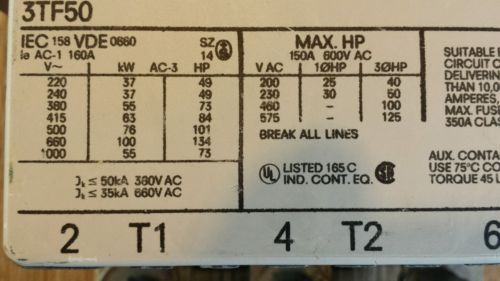 3TF50
IEC 158 VDE 0660 SZ
Ie AC-1 160A 14
V~ kW AC-3 HP
220 37 49
240 37 49
380 55 73
415 63 84
500 76 101
660 100 134
1000 55 73
≤ 50kA 360V AC
≤ 35kA 660V AC
MAX. HP
150A 600V AC
V AC 1ØHP 3ØHP
200 25 40
230 30 50
460 - 100
575 - 125
BREAK ALL LINES
UL LISTED 165 C
IND. CONT. EQ.
SUITABLE
CIRCUIT
DELIVERIN
THAN 10,0
AMPERES,
MAX. FUS
350A CLAS
AUX. CONTA
USE 75°C CO
TORQUE 45
2 T1 4 T2 6